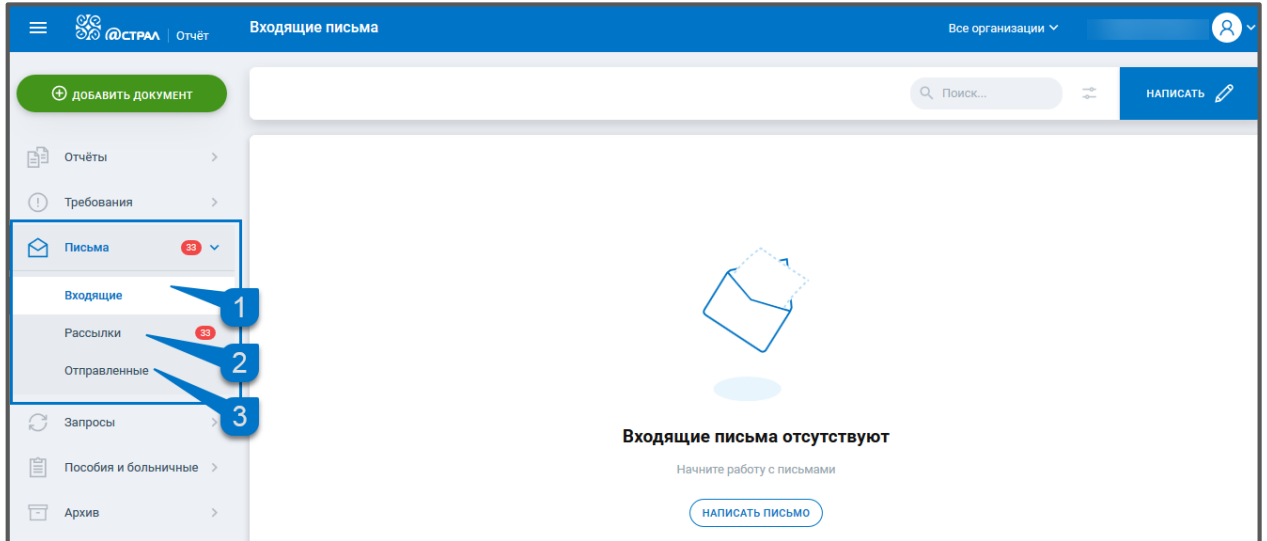 @СТРАЛ | Отчёт
Входящие письма
Все организации
ДОБАВИТЬ ДОКУМЕНТ
Поиск...
НАПИСАТЬ
Отчёты
Требования
Письма 33
Входящие
1
Рассылки 33
2
Отправленные
3
Запросы
Пособия и больничные
Архив
Входящие письма отсутствуют
Начните работу с письмами
НАПИСАТЬ ПИСЬМО